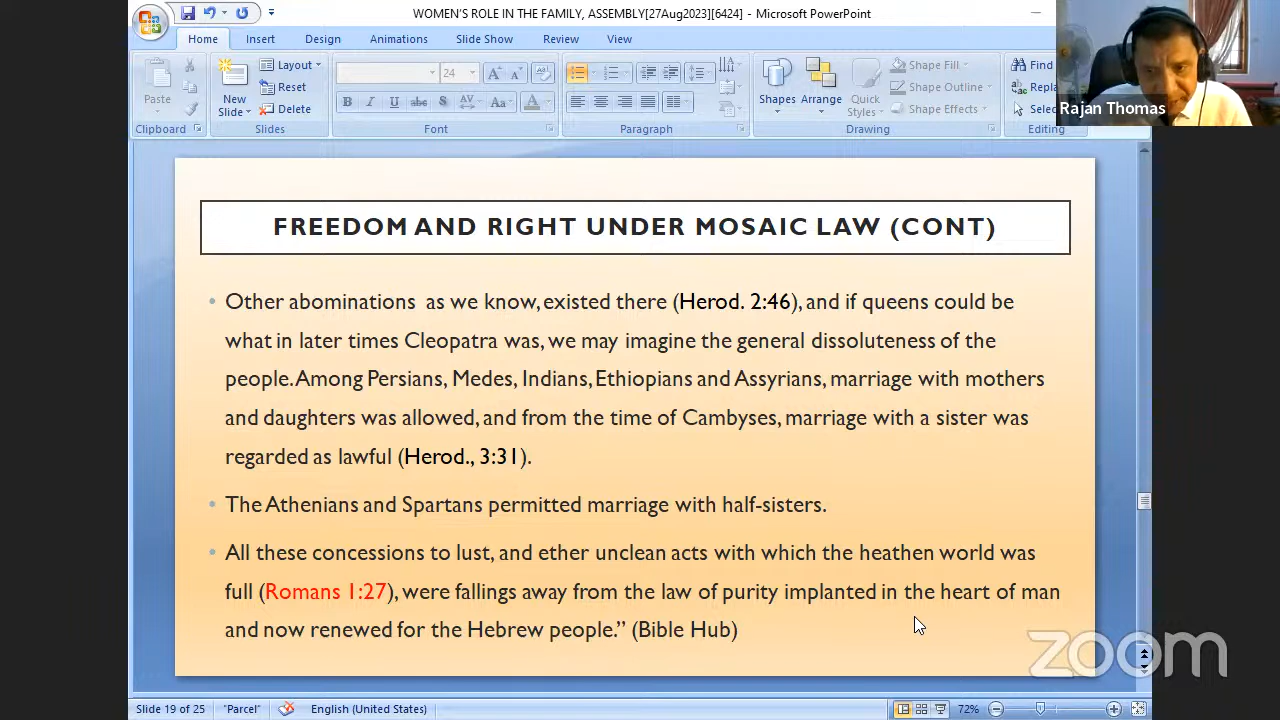 WOMEN'S ROLE IN THE FAMILY,ASSEMBLY[27Aug2023][6424] - Microsoft PowerPoint
Home Insert Design Animations Slide Show Review View
Paste
Clipboard
New
Slide
Layout
Reset
Delete
Slides
24
B I U abc S AV Aa A
Font
Paragraph
Shapes Arrange Quick
Styles
Shape Fill
Shape Outline
Shape Effects
Drawing
Find
Editing
Rajan Thomas
FREEDOM AND RIGHT UNDER MOSAIC LAW (CONT)
• Other abominations as we know, existed there (Herod. 2:46), and if queens could be
what in later times Cleopatra was, we may imagine the general dissoluteness of the
people. Among Persians, Medes, Indians, Ethiopians and Assyrians, marriage with mothers
and daughters was allowed, and from the time of Cambyses, marriage with a sister was
regarded as lawful (Herod., 3:31).
• The Athenians and Spartans permitted marriage with half-sisters.
• All these concessions to lust, and ether unclean acts with which the heathen world was
full (Romans 1:27), were fallings away from the law of purity implanted in the heart of man
and now renewed for the Hebrew people.” (Bible Hub)
zoom
Slide 19 of 25 "Parcel" English (United States) 72%